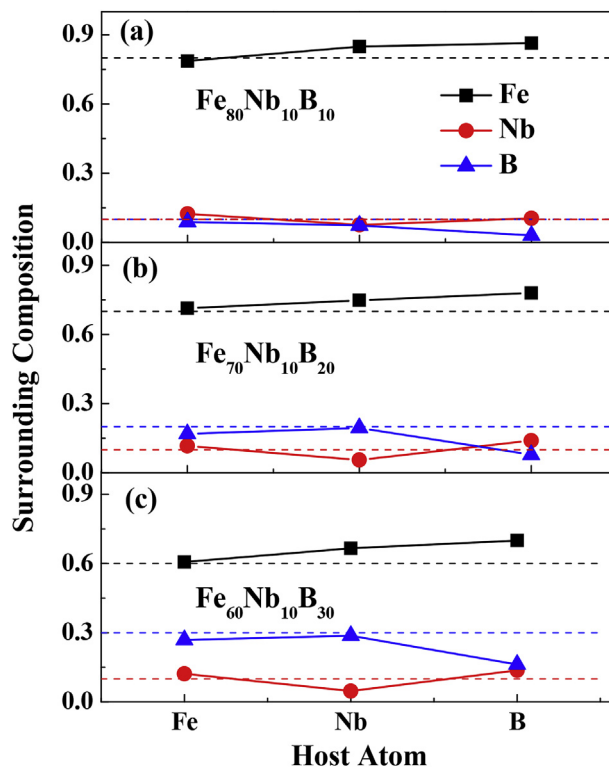 (a)
0.9
0.6
0.3
0.0
Fe80Nb10B10
Fe
Nb
B
(b)
0.9
0.6
0.3
0.0
Fe70Nb10B20
(c)
0.9
0.6
0.3
0.0
Fe60Nb10B30
Surrounding Composition
Fe Nb B
Host Atom